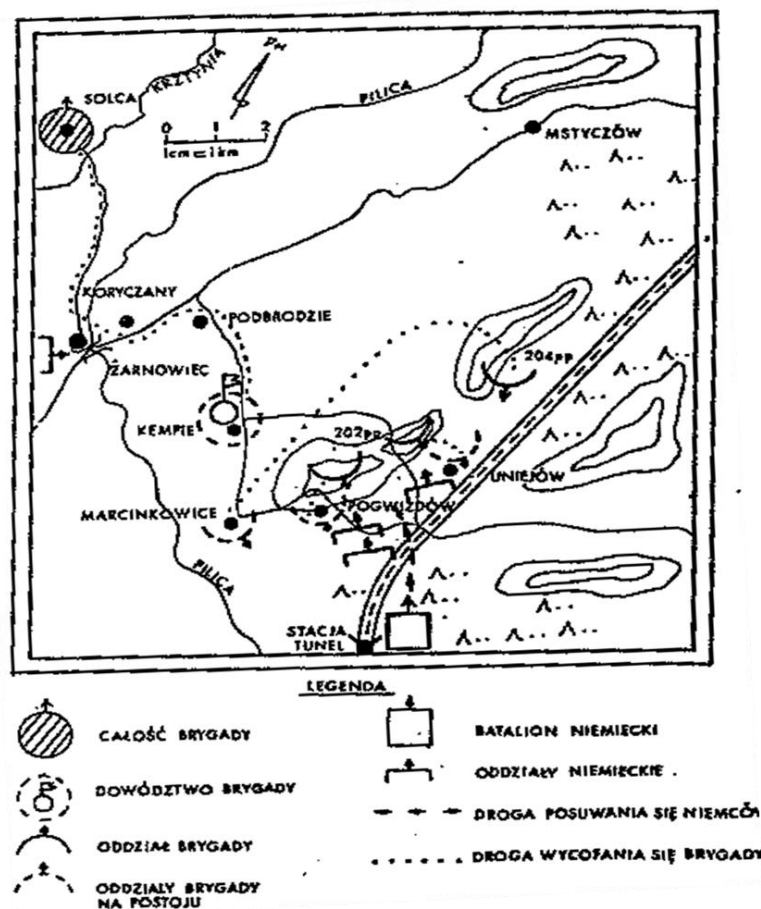 PN
SOLCA
KRZTYNIA
PILICA
0 1 2
1cm=1km
MSTYCZÓW
KORYCZANY
PODBRODZIE
ŻARNOWIEC
204pp
KEMPIE
202pp
UNIEJÓW
MARCINKOWICE
POGWIZDÓW
PILICA
STACJA
TUNEL
LEGENDA
CAŁOŚĆ BRYGADY
DOWÓDZTWO BRYGADY
ODDZIAŁ BRYGADY
ODDZIAŁY BRYGADY
NA POSTOJU
BATALION NIEMIECKI
ODDZIAŁY NIEMIECKIE
DROGA POSUWANIA SIĘ NIEMCÓ
DROGA WYCOFANIA SIĘ BRYGADY